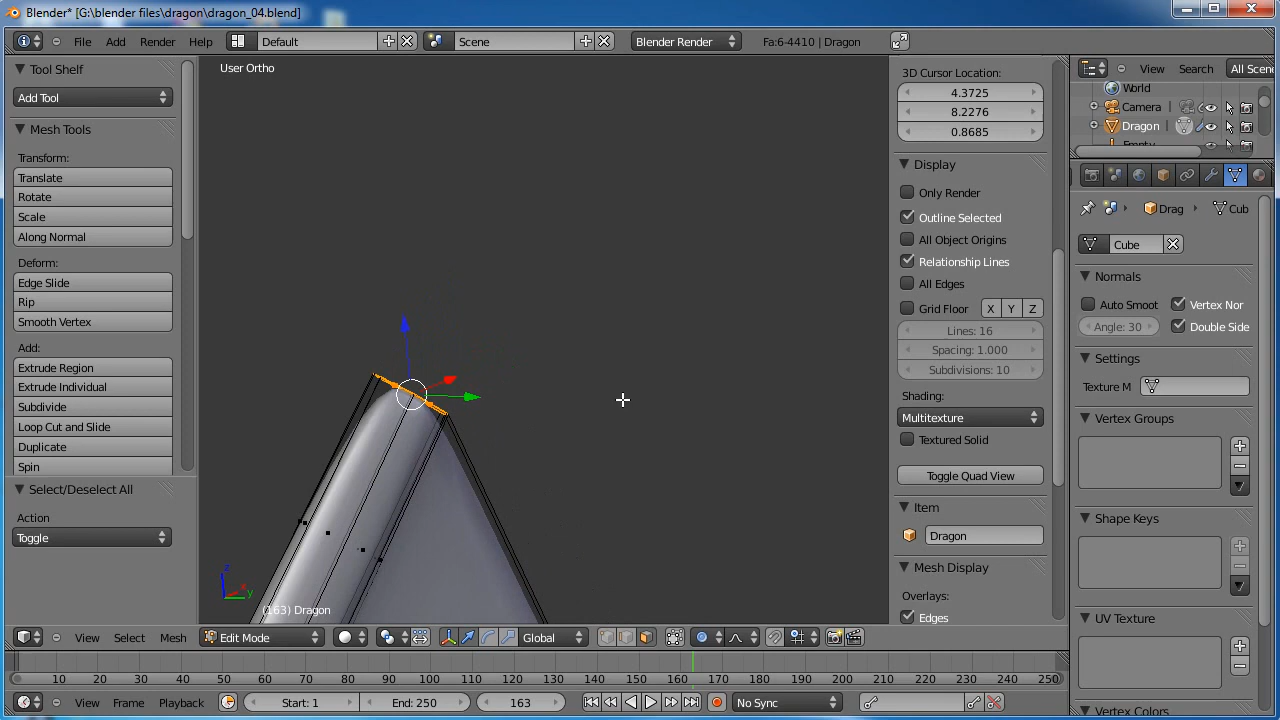 Blender* [G:\blender files\dragon\dragon_04.blend]
File Add Render Help Default Scene Blender Render Fa:6-4410 | Dragon
Tool Shelf
Add Tool
Mesh Tools
Transform:
Translate
Rotate
Scale
Along Normal
Deform:
Edge Slide
Rip
Smooth Vertex
Add:
Extrude Region
Extrude Individual
Subdivide
Loop Cut and Slide
Duplicate
Spin
Select/Deselect All
Action
Toggle
User Ortho
z
x
y
(163) Dragon
3D Cursor Location:
4.3725
8.2276
0.8685
Display
Only Render
Outline Selected
All Object Origins
Relationship Lines
All Edges
Grid Floor X Y Z
Lines: 16
Spacing: 1.000
Subdivisions: 10
Shading:
Multitexture
Textured Solid
Toggle Quad View
Item
Dragon
Mesh Display
Overlays:
Edges
View Search All Scene
World
Camera
Dragon
Empty
Drag Cub
Cube
Normals
Auto Smoot Vertex Nor
Angle: 30 Double Side
Settings
Texture M
Vertex Groups
Shape Keys
UV Texture
Vertex Colors
View Select Mesh Edit Mode Global
10 20 30 40 50 60 70 80 90 100 110 120 130 140 150 160 170 180 190 200 210 220 230 240 250
View Frame Playback Start: 1 End: 250 163 No Sync